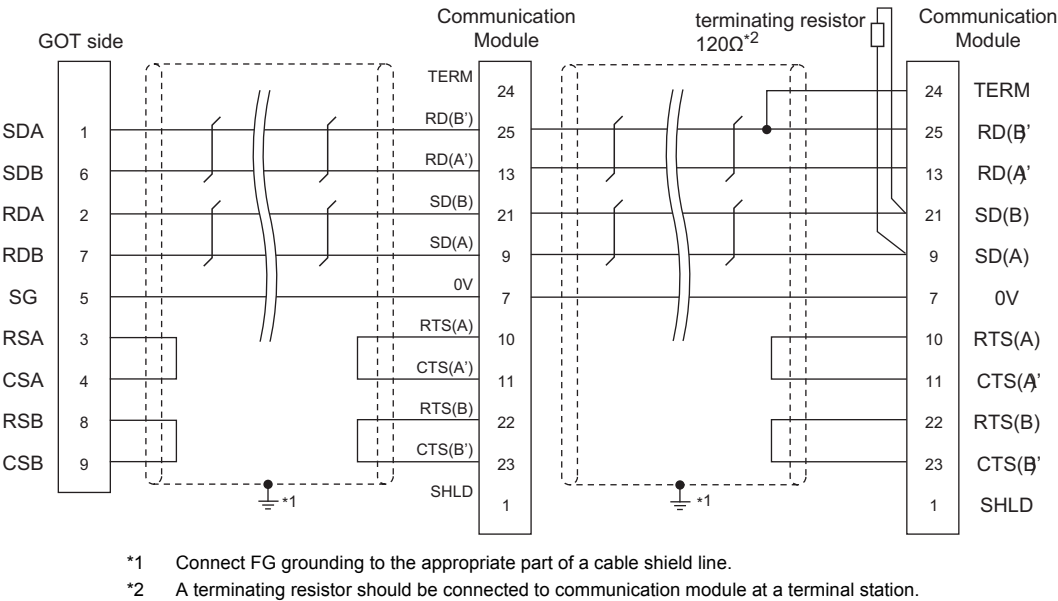 Communication Module
GOT side
terminating resistor 120Ω*2
Communication Module
TERM 24 24 TERM
SDA 1 RD(B') 25 25 RD(B'
SDB 6 RD(A') 13 13 RD(A'
RDA 2 SD(B) 21 21 SD(B)
RDB 7 SD(A) 9 9 SD(A)
SG 5 0V 7 7 0V
RSA 3 RTS(A) 10 10 RTS(A)
CSA 4 CTS(A') 11 11 CTS(A'
RSB 8 RTS(B) 22 22 RTS(B)
CSB 9 CTS(B') 23 23 CTS(B'
SHLD 1 1 SHLD
*1 *1
*1 Connect FG grounding to the appropriate part of a cable shield line.
*2 A terminating resistor should be connected to communication module at a terminal station.